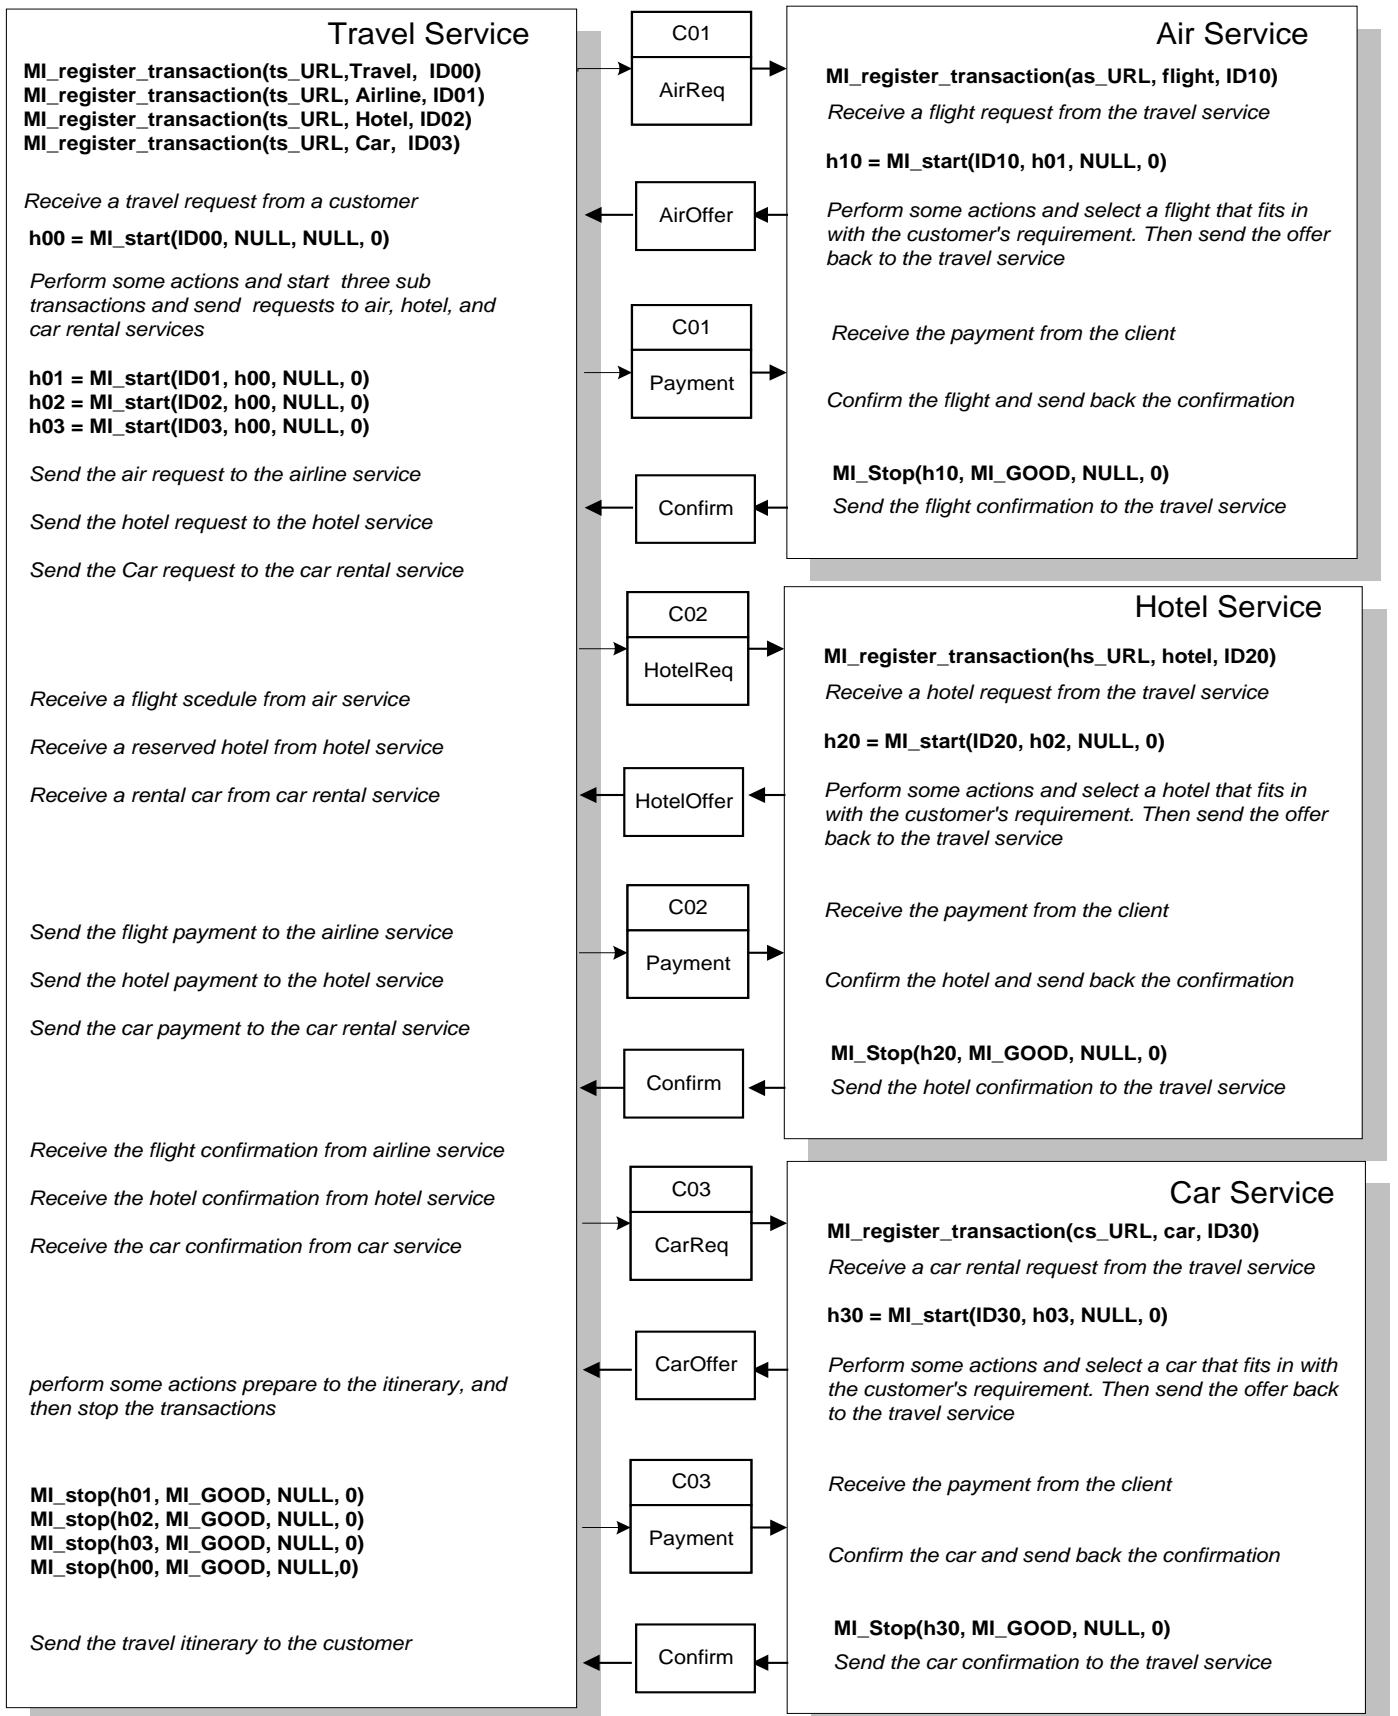 Travel Service
MI_register_transaction(ts_URL,Travel, ID00)
MI_register_transaction(ts_URL, Airline, ID01)
MI_register_transaction(ts_URL, Hotel, ID02)
MI_register_transaction(ts_URL, Car, ID03)
Receive a travel request from a customer
h00 = MI_start(ID00, NULL, NULL, 0)
Perform some actions and start three sub
transactions and send requests to air, hotel, and
car rental services
h01 = MI_start(ID01, h00, NULL, 0)
h02 = MI_start(ID02, h00, NULL, 0)
h03 = MI_start(ID03, h00, NULL, 0)
Send the air request to the airline service
Send the hotel request to the hotel service
Send the Car request to the car rental service
Receive a flight scedule from air service
Receive a reserved hotel from hotel service
Receive a rental car from car rental service
Send the flight payment to the airline service
Send the hotel payment to the hotel service
Send the car payment to the car rental service
Receive the flight confirmation from airline service
Receive the hotel confirmation from hotel service
Receive the car confirmation from car service
perform some actions prepare to the itinerary, and
then stop the transactions
MI_stop(h01, MI_GOOD, NULL, 0)
MI_stop(h02, MI_GOOD, NULL, 0)
MI_stop(h03, MI_GOOD, NULL, 0)
MI_stop(h00, MI_GOOD, NULL,0)
Send the travel itinerary to the customer
C01
AirReq
AirOffer
C01
Payment
Confirm
C02
HotelReq
HotelOffer
C02
Payment
Confirm
C03
CarReq
CarOffer
C03
Payment
Confirm
Air Service
MI_register_transaction(as_URL, flight, ID10)
Receive a flight request from the travel service
h10 = MI_start(ID10, h01, NULL, 0)
Perform some actions and select a flight that fits in
with the customer's requirement. Then send the offer
back to the travel service
Receive the payment from the client
Confirm the flight and send back the confirmation
MI_Stop(h10, MI_GOOD, NULL, 0)
Send the flight confirmation to the travel service
Hotel Service
MI_register_transaction(hs_URL, hotel, ID20)
Receive a hotel request from the travel service
h20 = MI_start(ID20, h02, NULL, 0)
Perform some actions and select a hotel that fits in
with the customer's requirement. Then send the offer
back to the travel service
Receive the payment from the client
Confirm the hotel and send back the confirmation
MI_Stop(h20, MI_GOOD, NULL, 0)
Send the hotel confirmation to the travel service
Car Service
MI_register_transaction(cs_URL, car, ID30)
Receive a car rental request from the travel service
h30 = MI_start(ID30, h03, NULL, 0)
Perform some actions and select a car that fits in with
the customer's requirement. Then send the offer back
to the travel service
Receive the payment from the client
Confirm the car and send back the confirmation
MI_Stop(h30, MI_GOOD, NULL, 0)
Send the car confirmation to the travel service